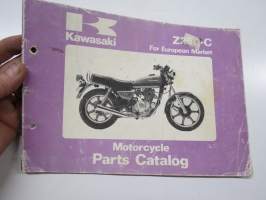 Kawasaki
For European Market
Motorcycle
Parts Catalog